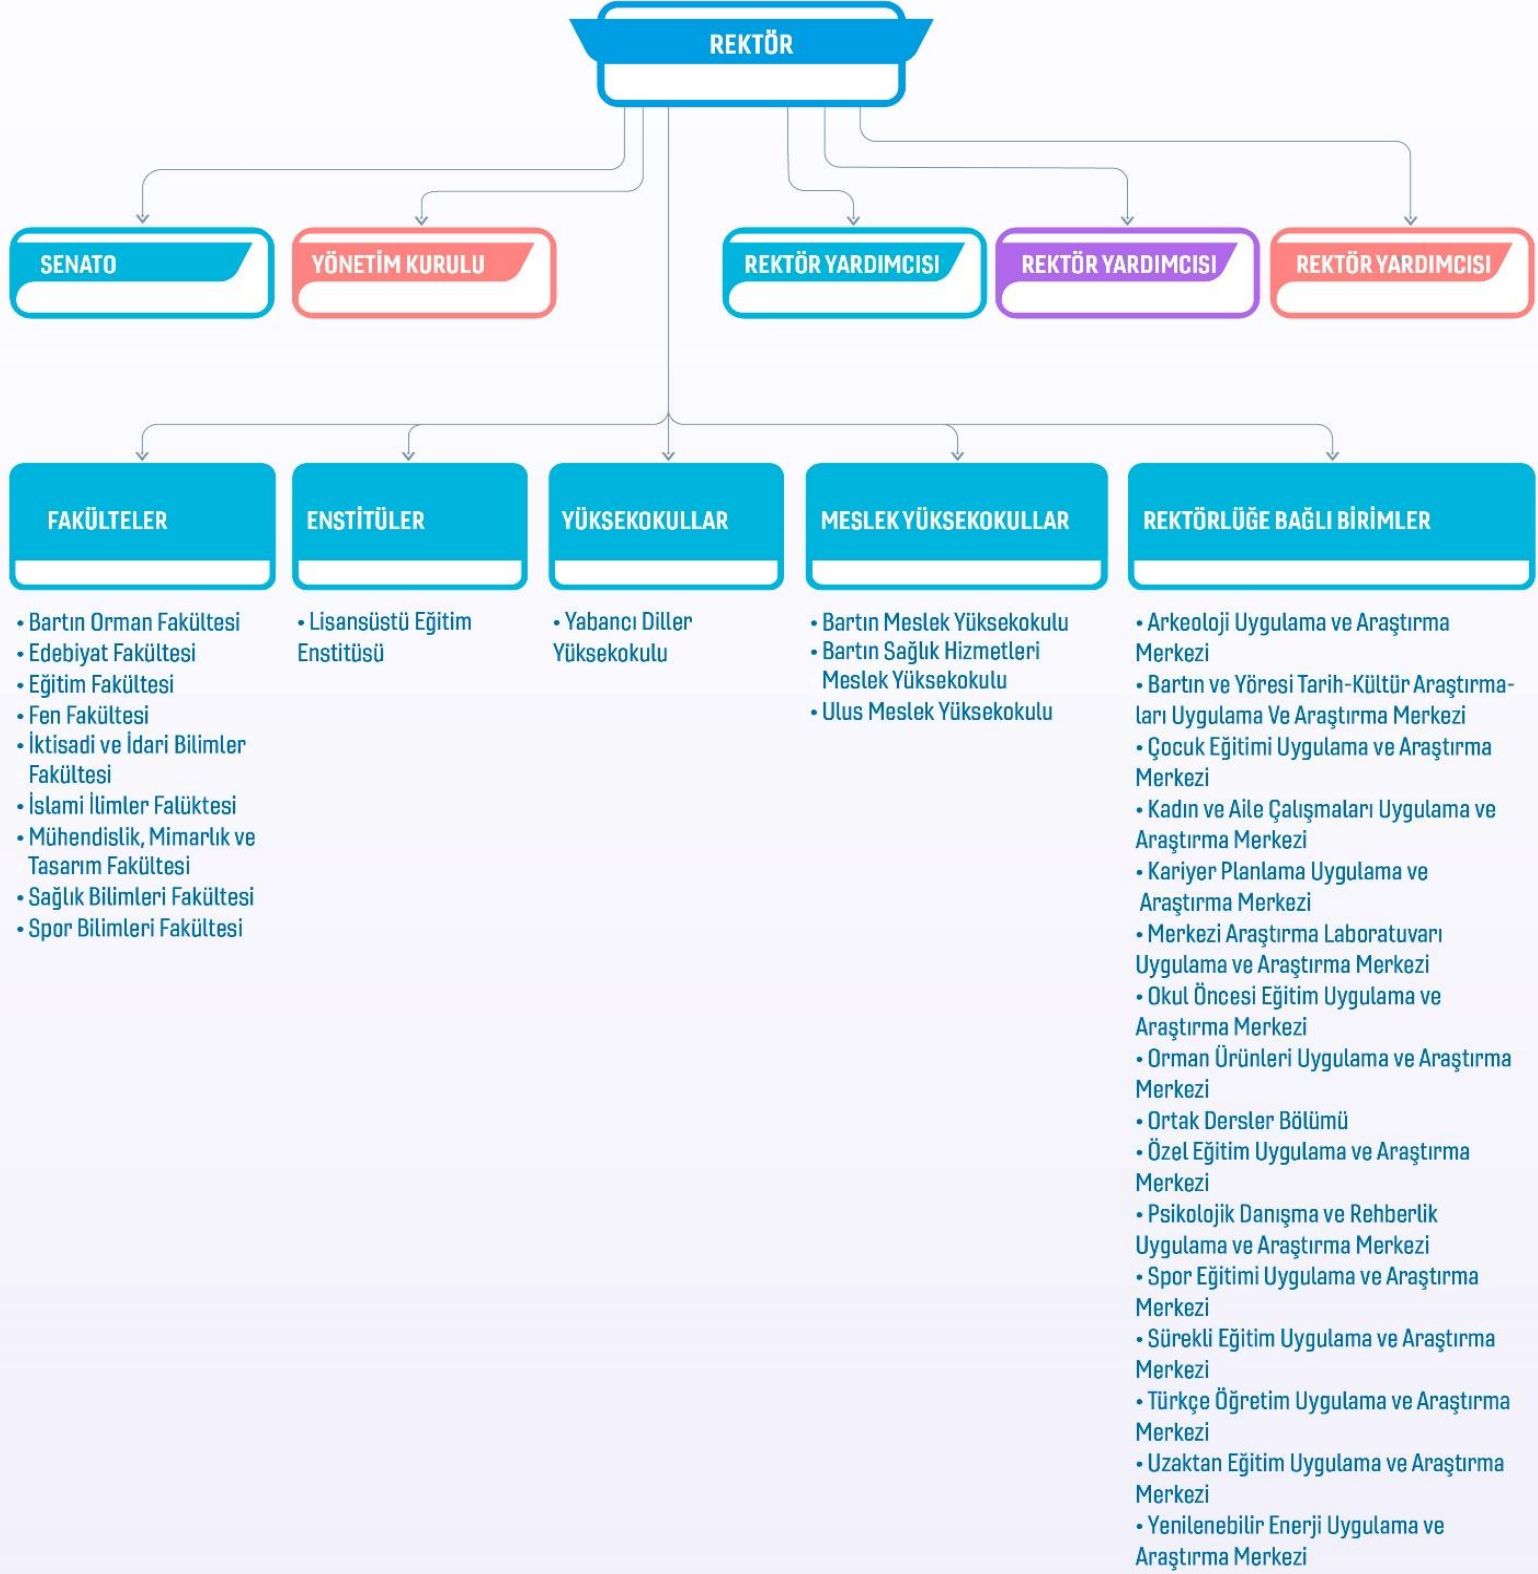 REKTÖR
SENATO
YÖNETİM KURULU
REKTÖR YARDIMCISI
REKTÖR YARDIMCISI
REKTÖR YARDIMCISI
FAKÜLTELER
• Bartın Orman Fakültesi
• Edebiyat Fakültesi
• Eğitim Fakültesi
• Fen Fakültesi
• İktisadi ve İdari Bilimler
Fakültesi
• İslami İlimler Falüktesi
• Mühendislik, Mimarlık ve
Tasarım Fakültesi
• Sağlık Bilimleri Fakültesi
• Spor Bilimleri Fakültesi
ENSTİTÜLER
• Lisansüstü Eğitim
Enstitüsü
YÜKSEKOKULLAR
• Yabancı Diller
Yüksekokulu
MESLEK YÜKSEKOKULLAR
• Bartın Meslek Yüksekokulu
• Bartın Sağlık Hizmetleri
Meslek Yüksekokulu
• Ulus Meslek Yüksekokulu
REKTÖRLÜĞE BAĞLI BİRİMLER
• Arkeoloji Uygulama ve Araştırma
Merkezi
• Bartın ve Yöresi Tarih-Kültür Araştırma-
ları Uygulama Ve Araştırma Merkezi
• Çocuk Eğitimi Uygulama ve Araştırma
Merkezi
• Kadın ve Aile Çalışmaları Uygulama ve
Araştırma Merkezi
• Kariyer Planlama Uygulama ve
Araştırma Merkezi
• Merkezi Araştırma Laboratuvarı
Uygulama ve Araştırma Merkezi
• Okul Öncesi Eğitim Uygulama ve
Araştırma Merkezi
• Orman Ürünleri Uygulama ve Araştırma
Merkezi
• Ortak Dersler Bölümü
• Özel Eğitim Uygulama ve Araştırma
Merkezi
• Psikolojik Danışma ve Rehberlik
Uygulama ve Araştırma Merkezi
• Spor Eğitimi Uygulama ve Araştırma
Merkezi
• Sürekli Eğitim Uygulama ve Araştırma
Merkezi
• Türkçe Öğretim Uygulama ve Araştırma
Merkezi
• Uzaktan Eğitim Uygulama ve Araştırma
Merkezi
• Yenilenebilir Enerji Uygulama ve
Araştırma Merkezi